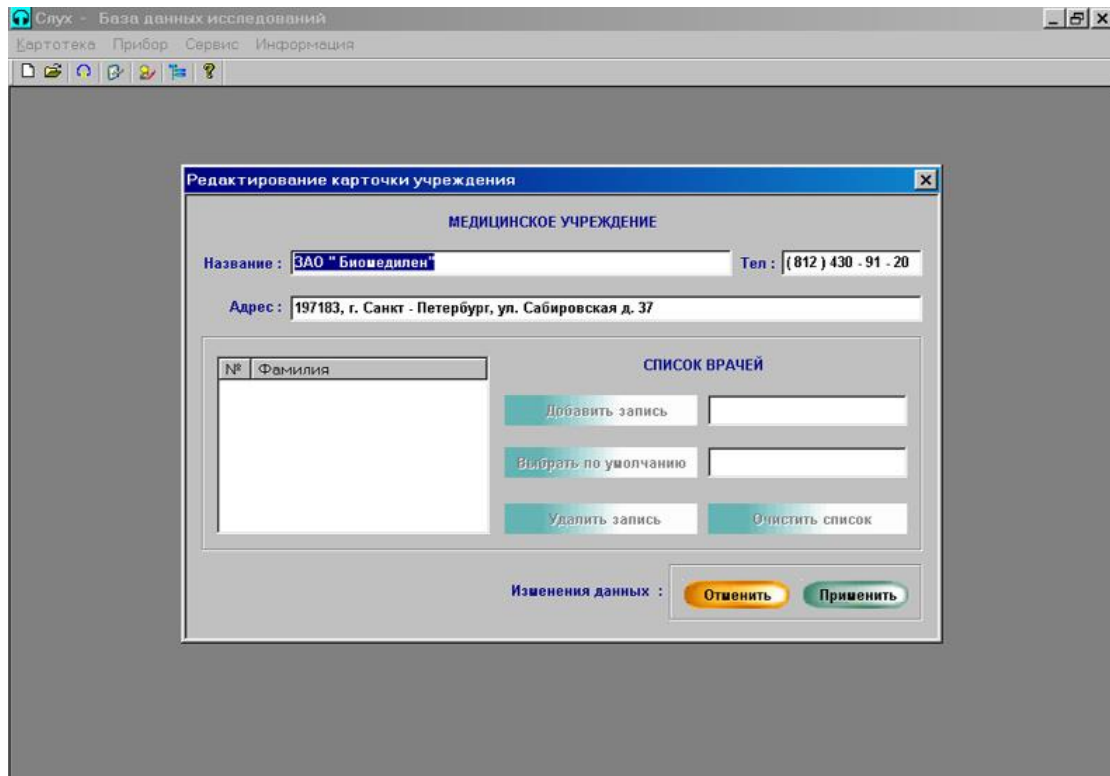 Слух - База данных исследований
Картотека Прибор Сервис Информация
Редактирование карточки учреждения
МЕДИЦИНСКОЕ УЧРЕЖДЕНИЕ
Название : ЗАО " Биомедилен" Тел : ( 812 ) 430 - 91 - 20
Адрес : 197183, г. Санкт - Петербург, ул. Сабировская д. 37
№ Фамилия
СПИСОК ВРАЧЕЙ
Добавить запись
Выбрать по умолчанию
Удалить запись Очистить список
Изменения данных : Отменить Применить